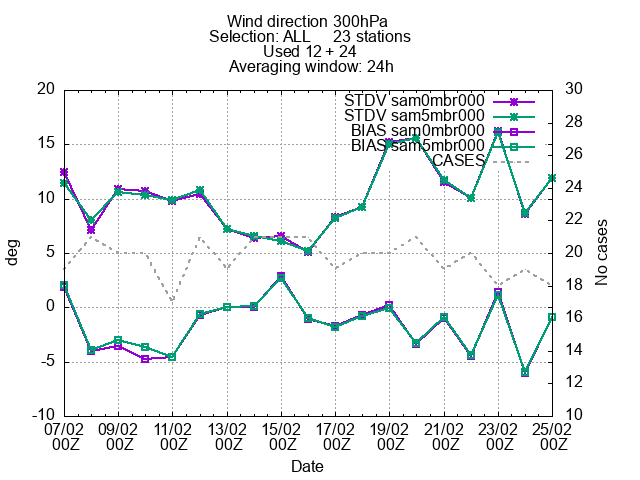 Wind direction 300hPa
Selection: ALL 23 stations
Used 12 + 24
Averaging window: 24h
STDV sam0mbr000
STDV sam5mbr000
BIAS sam0mbr000
BIAS sam5mbr000
CASES
20
15
10
5
0
-5
-10
deg
30
28
26
24
22
20
18
16
14
12
10
No cases
07/02 09/02 11/02 13/02 15/02 17/02 19/02 21/02 23/02 25/02
00Z 00Z 00Z 00Z 00Z 00Z 00Z 00Z 00Z 00Z
Date